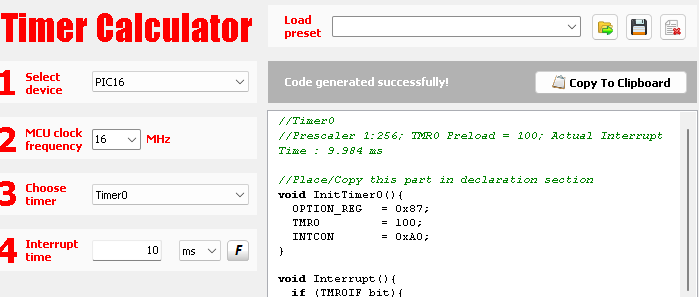 Timer Calculator
Load
preset
1 Select
device
PIC16
Code generated successfully!
Copy To Clipboard
2 MCU clock
frequency
16
MHz
3 Choose
timer
Timer0
4 Interrupt
time
10
ms
F
//Timer0
//Prescaler 1:256; TMR0 Preload = 100; Actual Interrupt
Time : 9.984 ms
//Place/Copy this part in declaration section
void InitTimer0(){
OPTION_REG = 0x87;
TMR0 = 100;
INTCON = 0xA0;
}
void Interrupt(){
if (TMR0IF_bit){